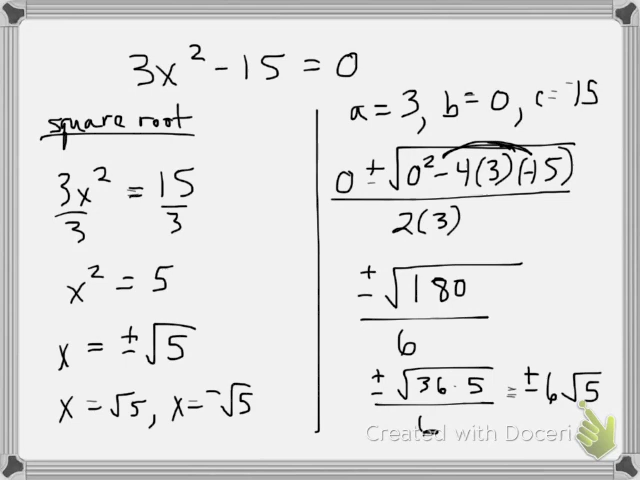 3x² - 15 = 0
square root
3x²/3 = 15/3
x² = 5
x = ±√5
x = √5, x = ⁻√5
a = 3, b = 0, c = ⁻15
0 ± √(0² - 4(3)(-15))
2(3)
±√180
6
±√(36 · 5) = ±6√5
6
Created with Doceri